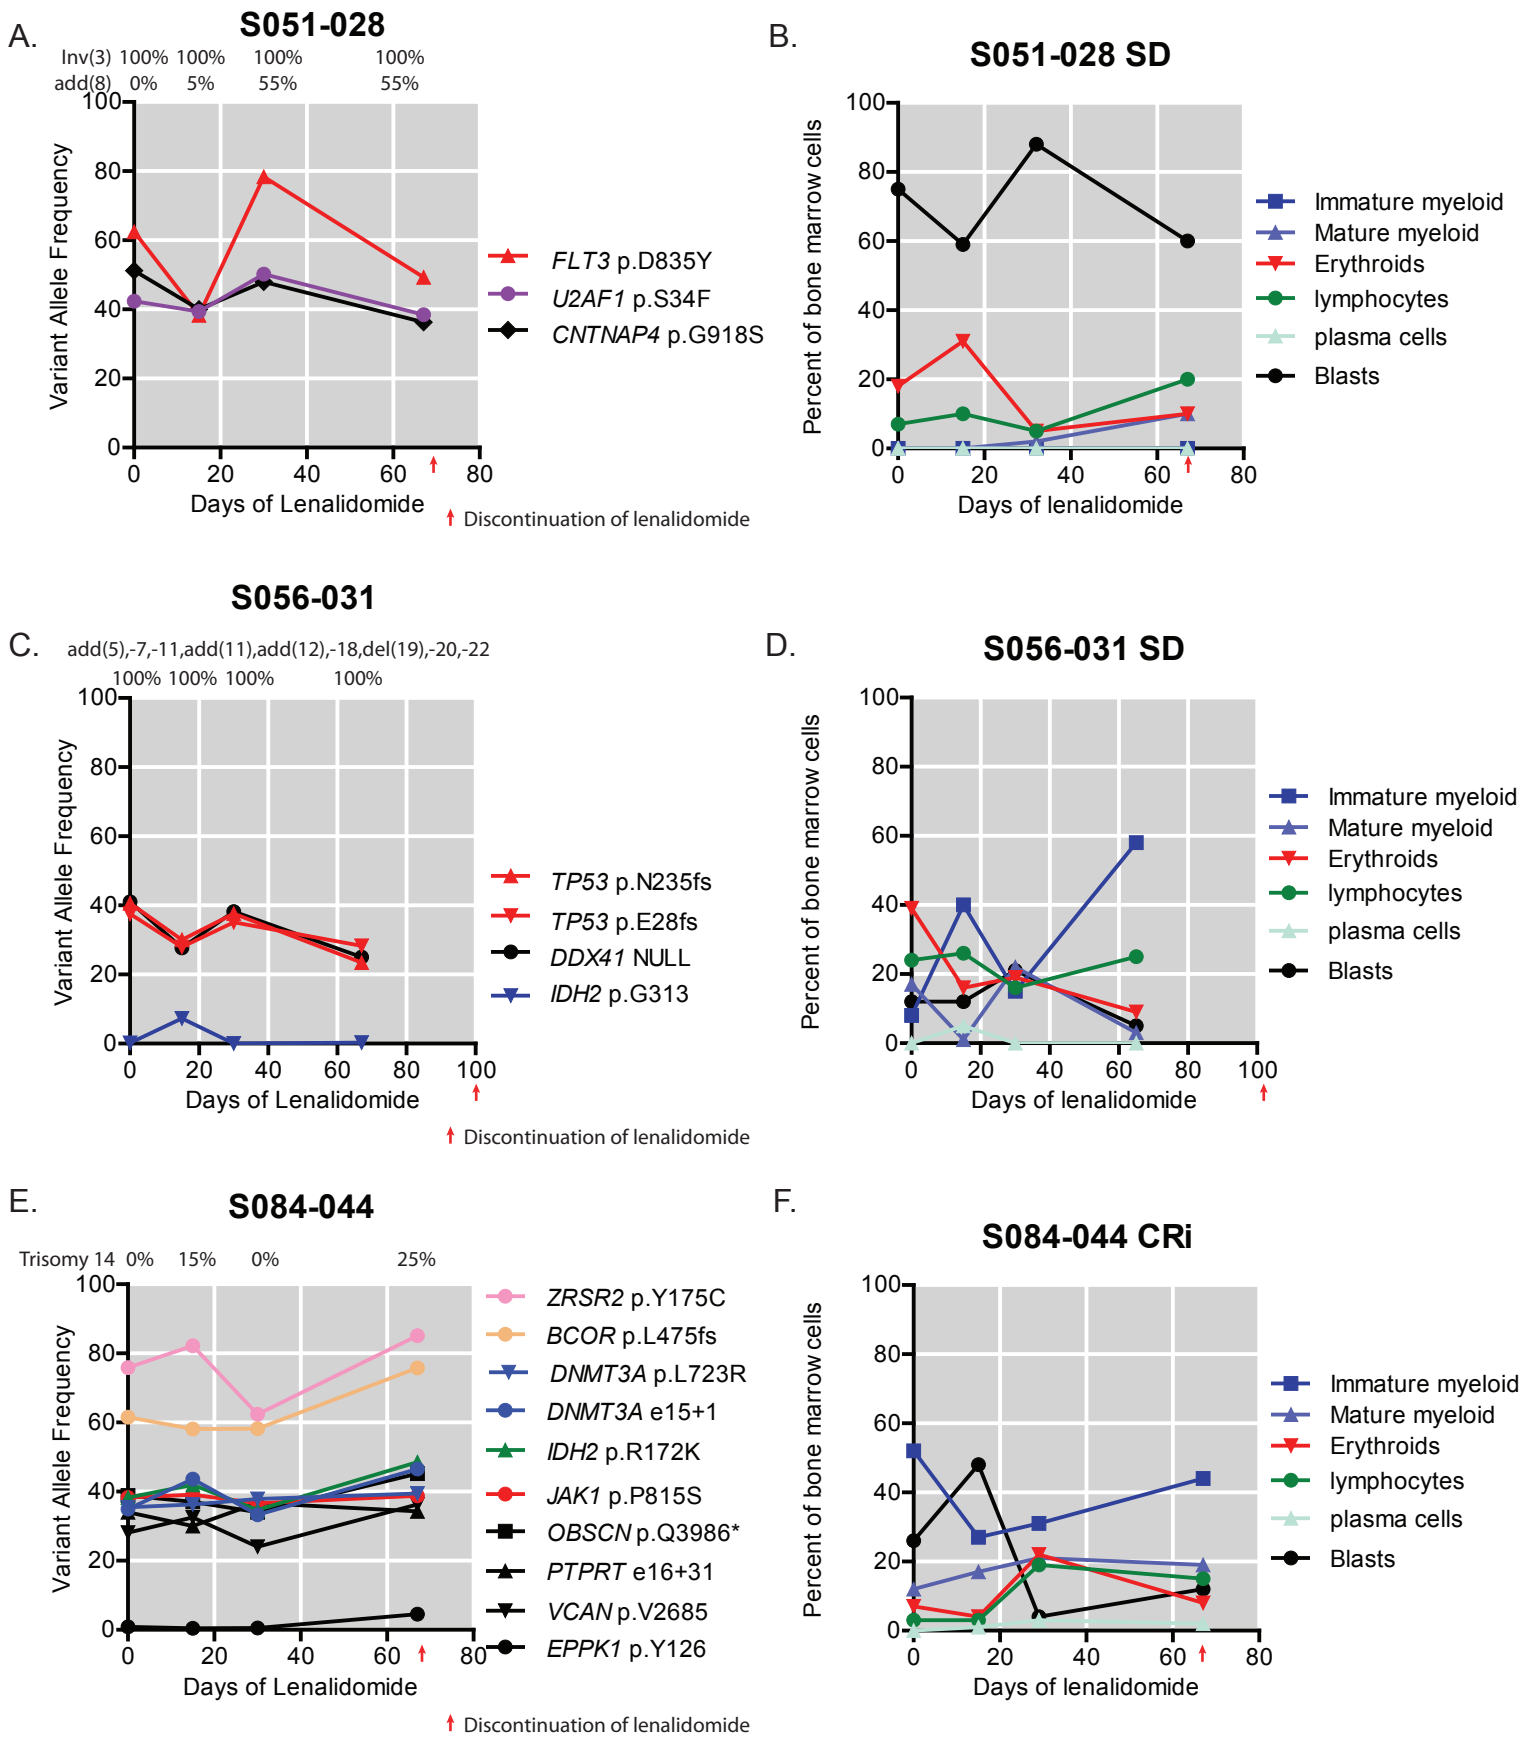 A.
S051-028
Inv(3) 100% 100% 100% 100%
add(8) 0% 5% 55% 55%
100
80
60
40
20
0
Variant Allele Frequency
0 20 40 60 80
Days of Lenalidomide
Discontinuation of lenalidomide
FLT3 p.D835Y
U2AF1 p.S34F
CNTNAP4 p.G918S
B.
S051-028 SD
100
80
60
40
20
0
Percent of bone marrow cells
0 20 40 60 80
Days of lenalidomide
Immature myeloid
Mature myeloid
Erythroids
lymphocytes
plasma cells
Blasts
S056-031
C.
add(5),-7,-11,add(11),add(12),-18,del(19),-20,-22
100% 100% 100% 100%
100
80
60
40
20
0
Variant Allele Frequency
0 20 40 60 80 100
Days of Lenalidomide
Discontinuation of lenalidomide
TP53 p.N235fs
TP53 p.E28fs
DDX41 NULL
IDH2 p.G313
D.
S056-031 SD
100
80
60
40
20
0
Percent of bone marrow cells
0 20 40 60 80 100
Days of lenalidomide
Immature myeloid
Mature myeloid
Erythroids
lymphocytes
plasma cells
Blasts
E.
S084-044
Trisomy 14 0% 15% 0% 25%
100
80
60
40
20
0
Variant Allele Frequency
0 20 40 60 80
Days of Lenalidomide
Discontinuation of lenalidomide
ZRSR2 p.Y175C
BCOR p.L475fs
DNMT3A p.L723R
DNMT3A e15+1
IDH2 p.R172K
JAK1 p.P815S
OBSCN p.Q3986*
PTPRT e16+31
VCAN p.V2685
EPPK1 p.Y126
F.
S084-044 CRi
100
80
60
40
20
0
Percent of bone marrow cells
0 20 40 60 80
Days of lenalidomide
Immature myeloid
Mature myeloid
Erythroids
lymphocytes
plasma cells
Blasts